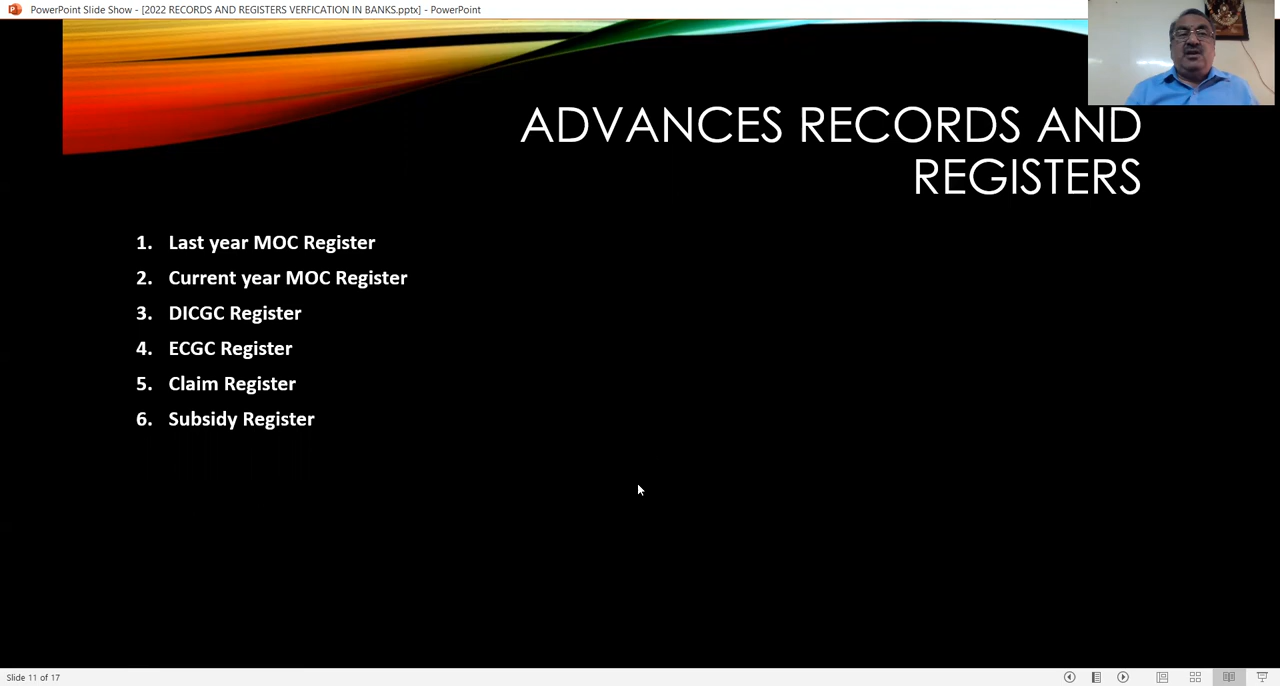 PowerPoint Slide Show - [2022 RECORDS AND REGISTERS VERFICATION IN BANKS.pptx] - PowerPoint
ADVANCES RECORDS AND
REGISTERS
1. Last year MOC Register
2. Current year MOC Register
3. DICGC Register
4. ECGC Register
5. Claim Register
6. Subsidy Register
Slide 11 of 17